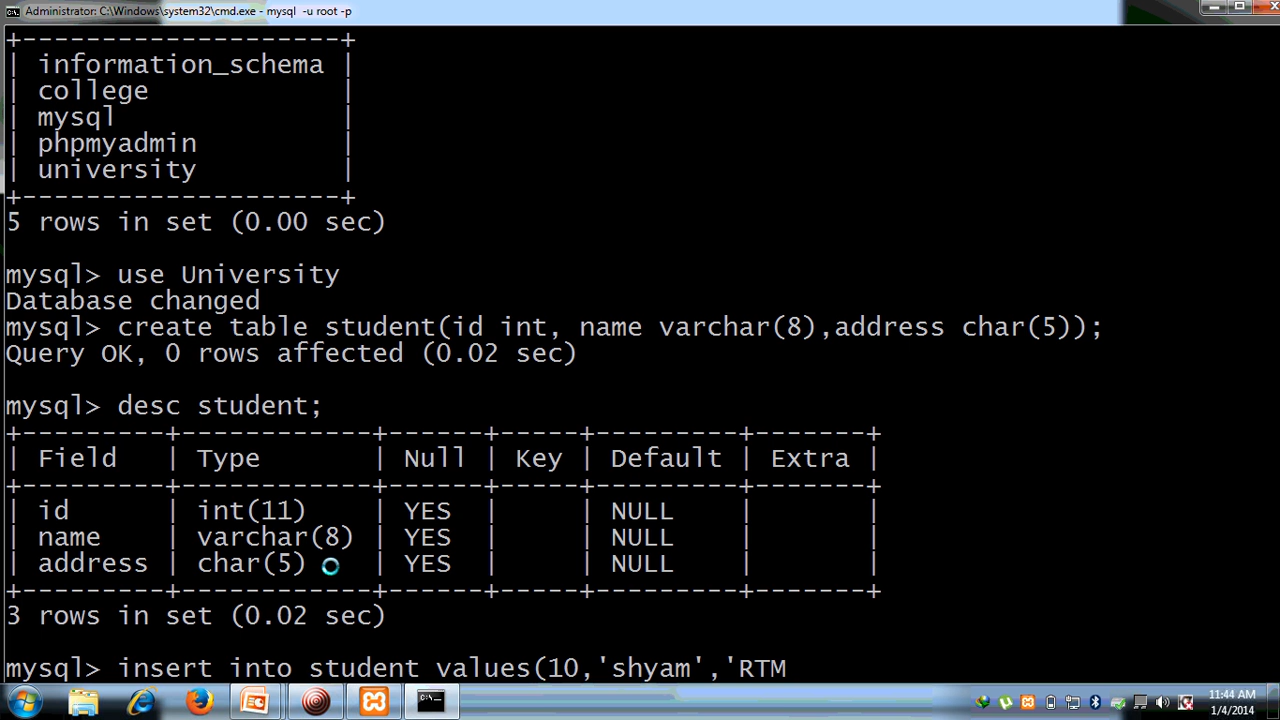 Administrator: C:\Windows\system32\cmd.exe - mysql -u root -p
+--------------------+
| information_schema |
| college            |
| mysql              |
| phpmyadmin         |
| university         |
+--------------------+
5 rows in set (0.00 sec)
mysql> use University
Database changed
mysql> create table student(id int, name varchar(8),address char(5));
Query OK, 0 rows affected (0.02 sec)
mysql> desc student;
+---------+------------+------+-----+---------+-------+
| Field   | Type       | Null | Key | Default | Extra |
+---------+------------+------+-----+---------+-------+
| id      | int(11)    | YES  |     | NULL    |       |
| name    | varchar(8) | YES  |     | NULL    |       |
| address | char(5)    | YES  |     | NULL    |       |
+---------+------------+------+-----+---------+-------+
3 rows in set (0.02 sec)
mysql> insert into student values(10,'shyam','RTM
11:44 AM
1/4/2014